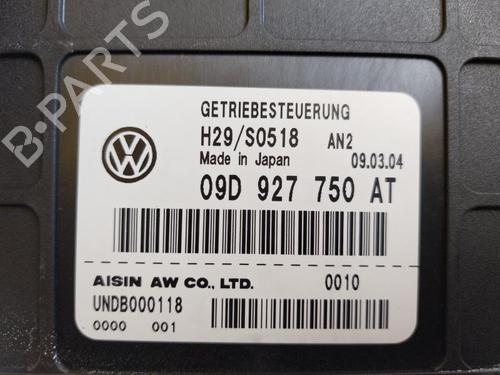 B-PARTS
GETRIEBESTEUERUNG
H29/S0518 AN2
Made in Japan 09.03.04
09D 927 750 AT
AISIN AW CO., LTD. 0010
UNDB000118
0000 001